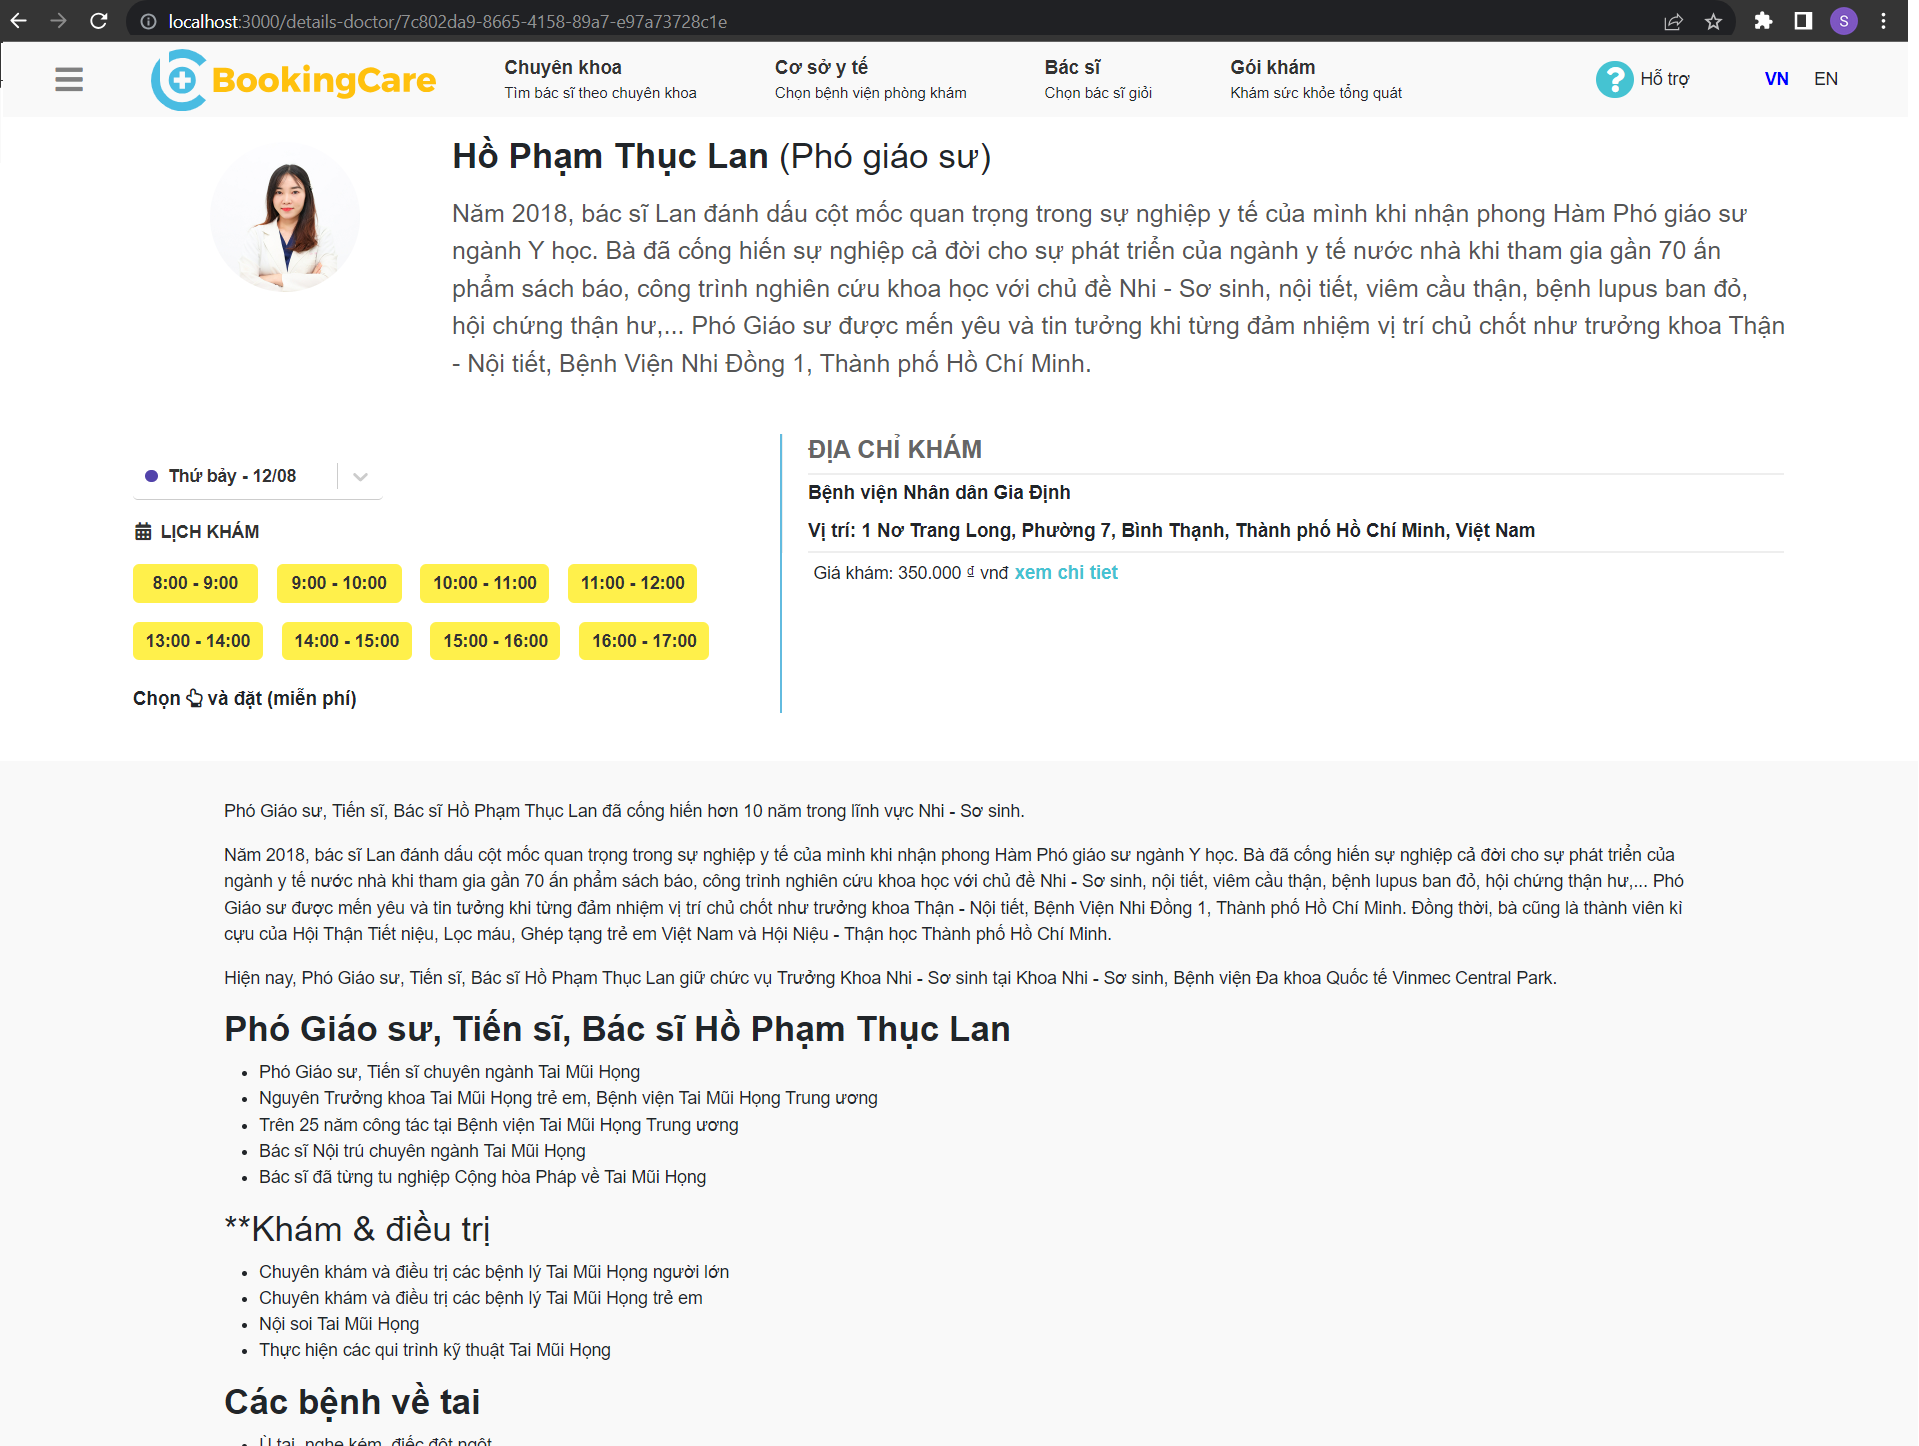 localhost:3000/details-doctor/7c802da9-8665-4158-89a7-e97a73728c1e
S
BookingCare
Chuyên khoa
Tìm bác sĩ theo chuyên khoa
Cơ sở y tế
Chọn bệnh viện phòng khám
Bác sĩ
Chọn bác sĩ giỏi
Gói khám
Khám sức khỏe tổng quát
? Hỗ trợ
VN
EN
Hồ Phạm Thục Lan (Phó giáo sư)
Năm 2018, bác sĩ Lan đánh dấu cột mốc quan trọng trong sự nghiệp y tế của mình khi nhận phong Hàm Phó giáo sư
ngành Y học. Bà đã cống hiến sự nghiệp cả đời cho sự phát triển của ngành y tế nước nhà khi tham gia gần 70 ấn
phẩm sách báo, công trình nghiên cứu khoa học với chủ đề Nhi - Sơ sinh, nội tiết, viêm cầu thận, bệnh lupus ban đỏ,
hội chứng thận hư,... Phó Giáo sư được mến yêu và tin tưởng khi từng đảm nhiệm vị trí chủ chốt như trưởng khoa Thận
- Nội tiết, Bệnh Viện Nhi Đồng 1, Thành phố Hồ Chí Minh.
Thứ bảy - 12/08
LỊCH KHÁM
8:00 - 9:00
9:00 - 10:00
10:00 - 11:00
11:00 - 12:00
13:00 - 14:00
14:00 - 15:00
15:00 - 16:00
16:00 - 17:00
Chọn và đặt (miễn phí)
ĐỊA CHỈ KHÁM
Bệnh viện Nhân dân Gia Định
Vị trí: 1 Nơ Trang Long, Phường 7, Bình Thạnh, Thành phố Hồ Chí Minh, Việt Nam
Giá khám: 350.000 ₫ vnđ xem chi tiet
Phó Giáo sư, Tiến sĩ, Bác sĩ Hồ Phạm Thục Lan đã cống hiến hơn 10 năm trong lĩnh vực Nhi - Sơ sinh.
Năm 2018, bác sĩ Lan đánh dấu cột mốc quan trọng trong sự nghiệp y tế của mình khi nhận phong Hàm Phó giáo sư ngành Y học. Bà đã cống hiến sự nghiệp cả đời cho sự phát triển của
ngành y tế nước nhà khi tham gia gần 70 ấn phẩm sách báo, công trình nghiên cứu khoa học với chủ đề Nhi - Sơ sinh, nội tiết, viêm cầu thận, bệnh lupus ban đỏ, hội chứng thận hư,... Phó
Giáo sư được mến yêu và tin tưởng khi từng đảm nhiệm vị trí chủ chốt như trưởng khoa Thận - Nội tiết, Bệnh Viện Nhi Đồng 1, Thành phố Hồ Chí Minh. Đồng thời, bà cũng là thành viên kì
cựu của Hội Thận Tiết niệu, Lọc máu, Ghép tạng trẻ em Việt Nam và Hội Niệu - Thận học Thành phố Hồ Chí Minh.
Hiện nay, Phó Giáo sư, Tiến sĩ, Bác sĩ Hồ Phạm Thục Lan giữ chức vụ Trưởng Khoa Nhi - Sơ sinh tại Khoa Nhi - Sơ sinh, Bệnh viện Đa khoa Quốc tế Vinmec Central Park.
Phó Giáo sư, Tiến sĩ, Bác sĩ Hồ Phạm Thục Lan
• Phó Giáo sư, Tiến sĩ chuyên ngành Tai Mũi Họng
• Nguyên Trưởng khoa Tai Mũi Họng trẻ em, Bệnh viện Tai Mũi Họng Trung ương
• Trên 25 năm công tác tại Bệnh viện Tai Mũi Họng Trung ương
• Bác sĩ Nội trú chuyên ngành Tai Mũi Họng
• Bác sĩ đã từng tu nghiệp Cộng hòa Pháp về Tai Mũi Họng
**Khám & điều trị
• Chuyên khám và điều trị các bệnh lý Tai Mũi Họng người lớn
• Chuyên khám và điều trị các bệnh lý Tai Mũi Họng trẻ em
• Nội soi Tai Mũi Họng
• Thực hiện các qui trình kỹ thuật Tai Mũi Họng
Các bệnh về tai
• Ù tai, nghe kém, điếc đột ngột